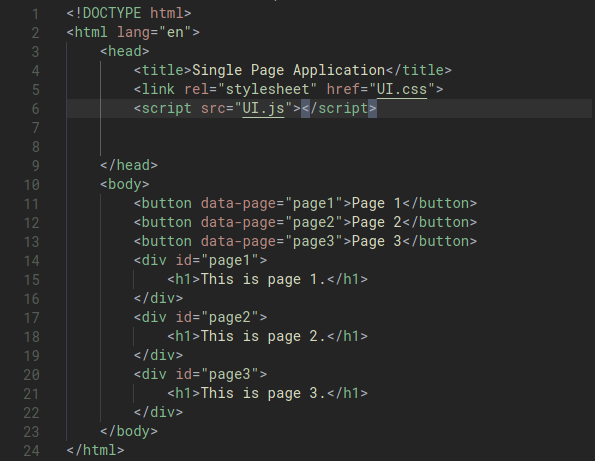 1 <!DOCTYPE html>
2 <html lang="en">
3 <head>
4 <title>Single Page Application</title>
5 <link rel="stylesheet" href="UI.css">
6 <script src="UI.js"></script>
7
8
9 </head>
10 <body>
11 <button data-page="page1">Page 1</button>
12 <button data-page="page2">Page 2</button>
13 <button data-page="page3">Page 3</button>
14 <div id="page1">
15 <h1>This is page 1.</h1>
16 </div>
17 <div id="page2">
18 <h1>This is page 2.</h1>
19 </div>
20 <div id="page3">
21 <h1>This is page 3.</h1>
22 </div>
23 </body>
24 </html>